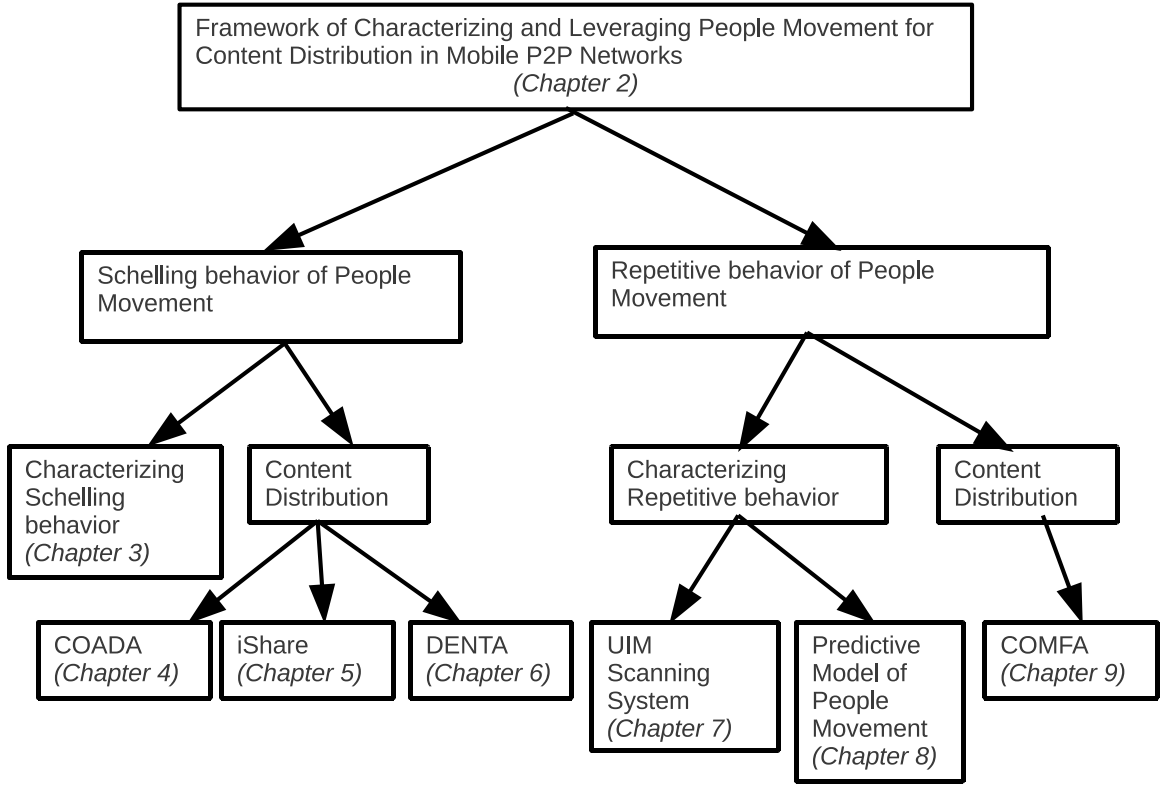 Framework of Characterizing and Leveraging People Movement for
Content Distribution in Mobile P2P Networks
(Chapter 2)
Schelling behavior of People
Movement
Repetitive behavior of People
Movement
Characterizing
Schelling
behavior
(Chapter 3)
Content
Distribution
Characterizing
Repetitive behavior
Content
Distribution
COADA
(Chapter 4)
iShare
(Chapter 5)
DENTA
(Chapter 6)
UIM
Scanning
System
(Chapter 7)
Predictive
Model of
People
Movement
(Chapter 8)
COMFA
(Chapter 9)